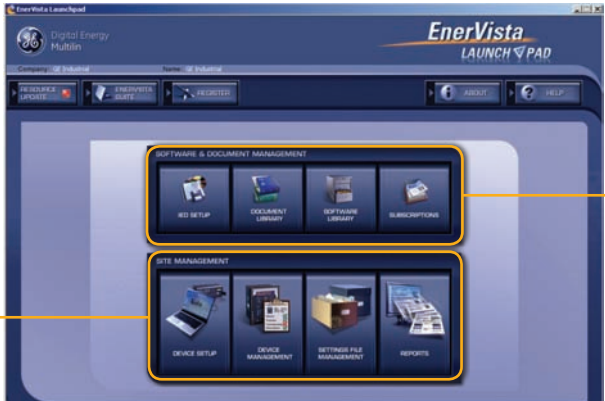 EnerVista Launchpad
Digital Energy
Multilin
EnerVista
LAUNCH PAD
Company: GE Industrial
Name: GE Industrial
RESOURCE
UPDATE
ENERVISTA
SUITE
REGISTER
ABOUT
HELP
SOFTWARE & DOCUMENT MANAGEMENT
IED SETUP
DOCUMENT
LIBRARY
SOFTWARE
LIBRARY
SUBSCRIPTIONS
SITE MANAGEMENT
DEVICE SETUP
DEVICE
MANAGEMENT
SETTINGS FILE
MANAGEMENT
REPORTS